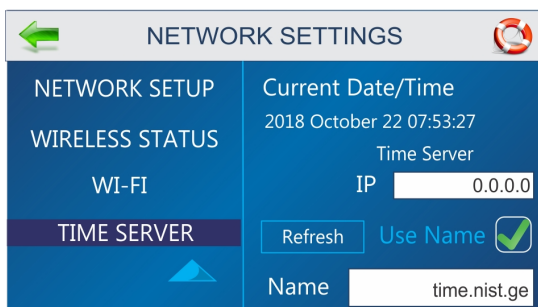 NETWORK SETTINGS
NETWORK SETUP
WIRELESS STATUS
WI-FI
TIME SERVER
Current Date/Time
2018 October 22 07:53:27
Time Server
IP 0.0.0.0
Refresh Use Name
Name time.nist.ge